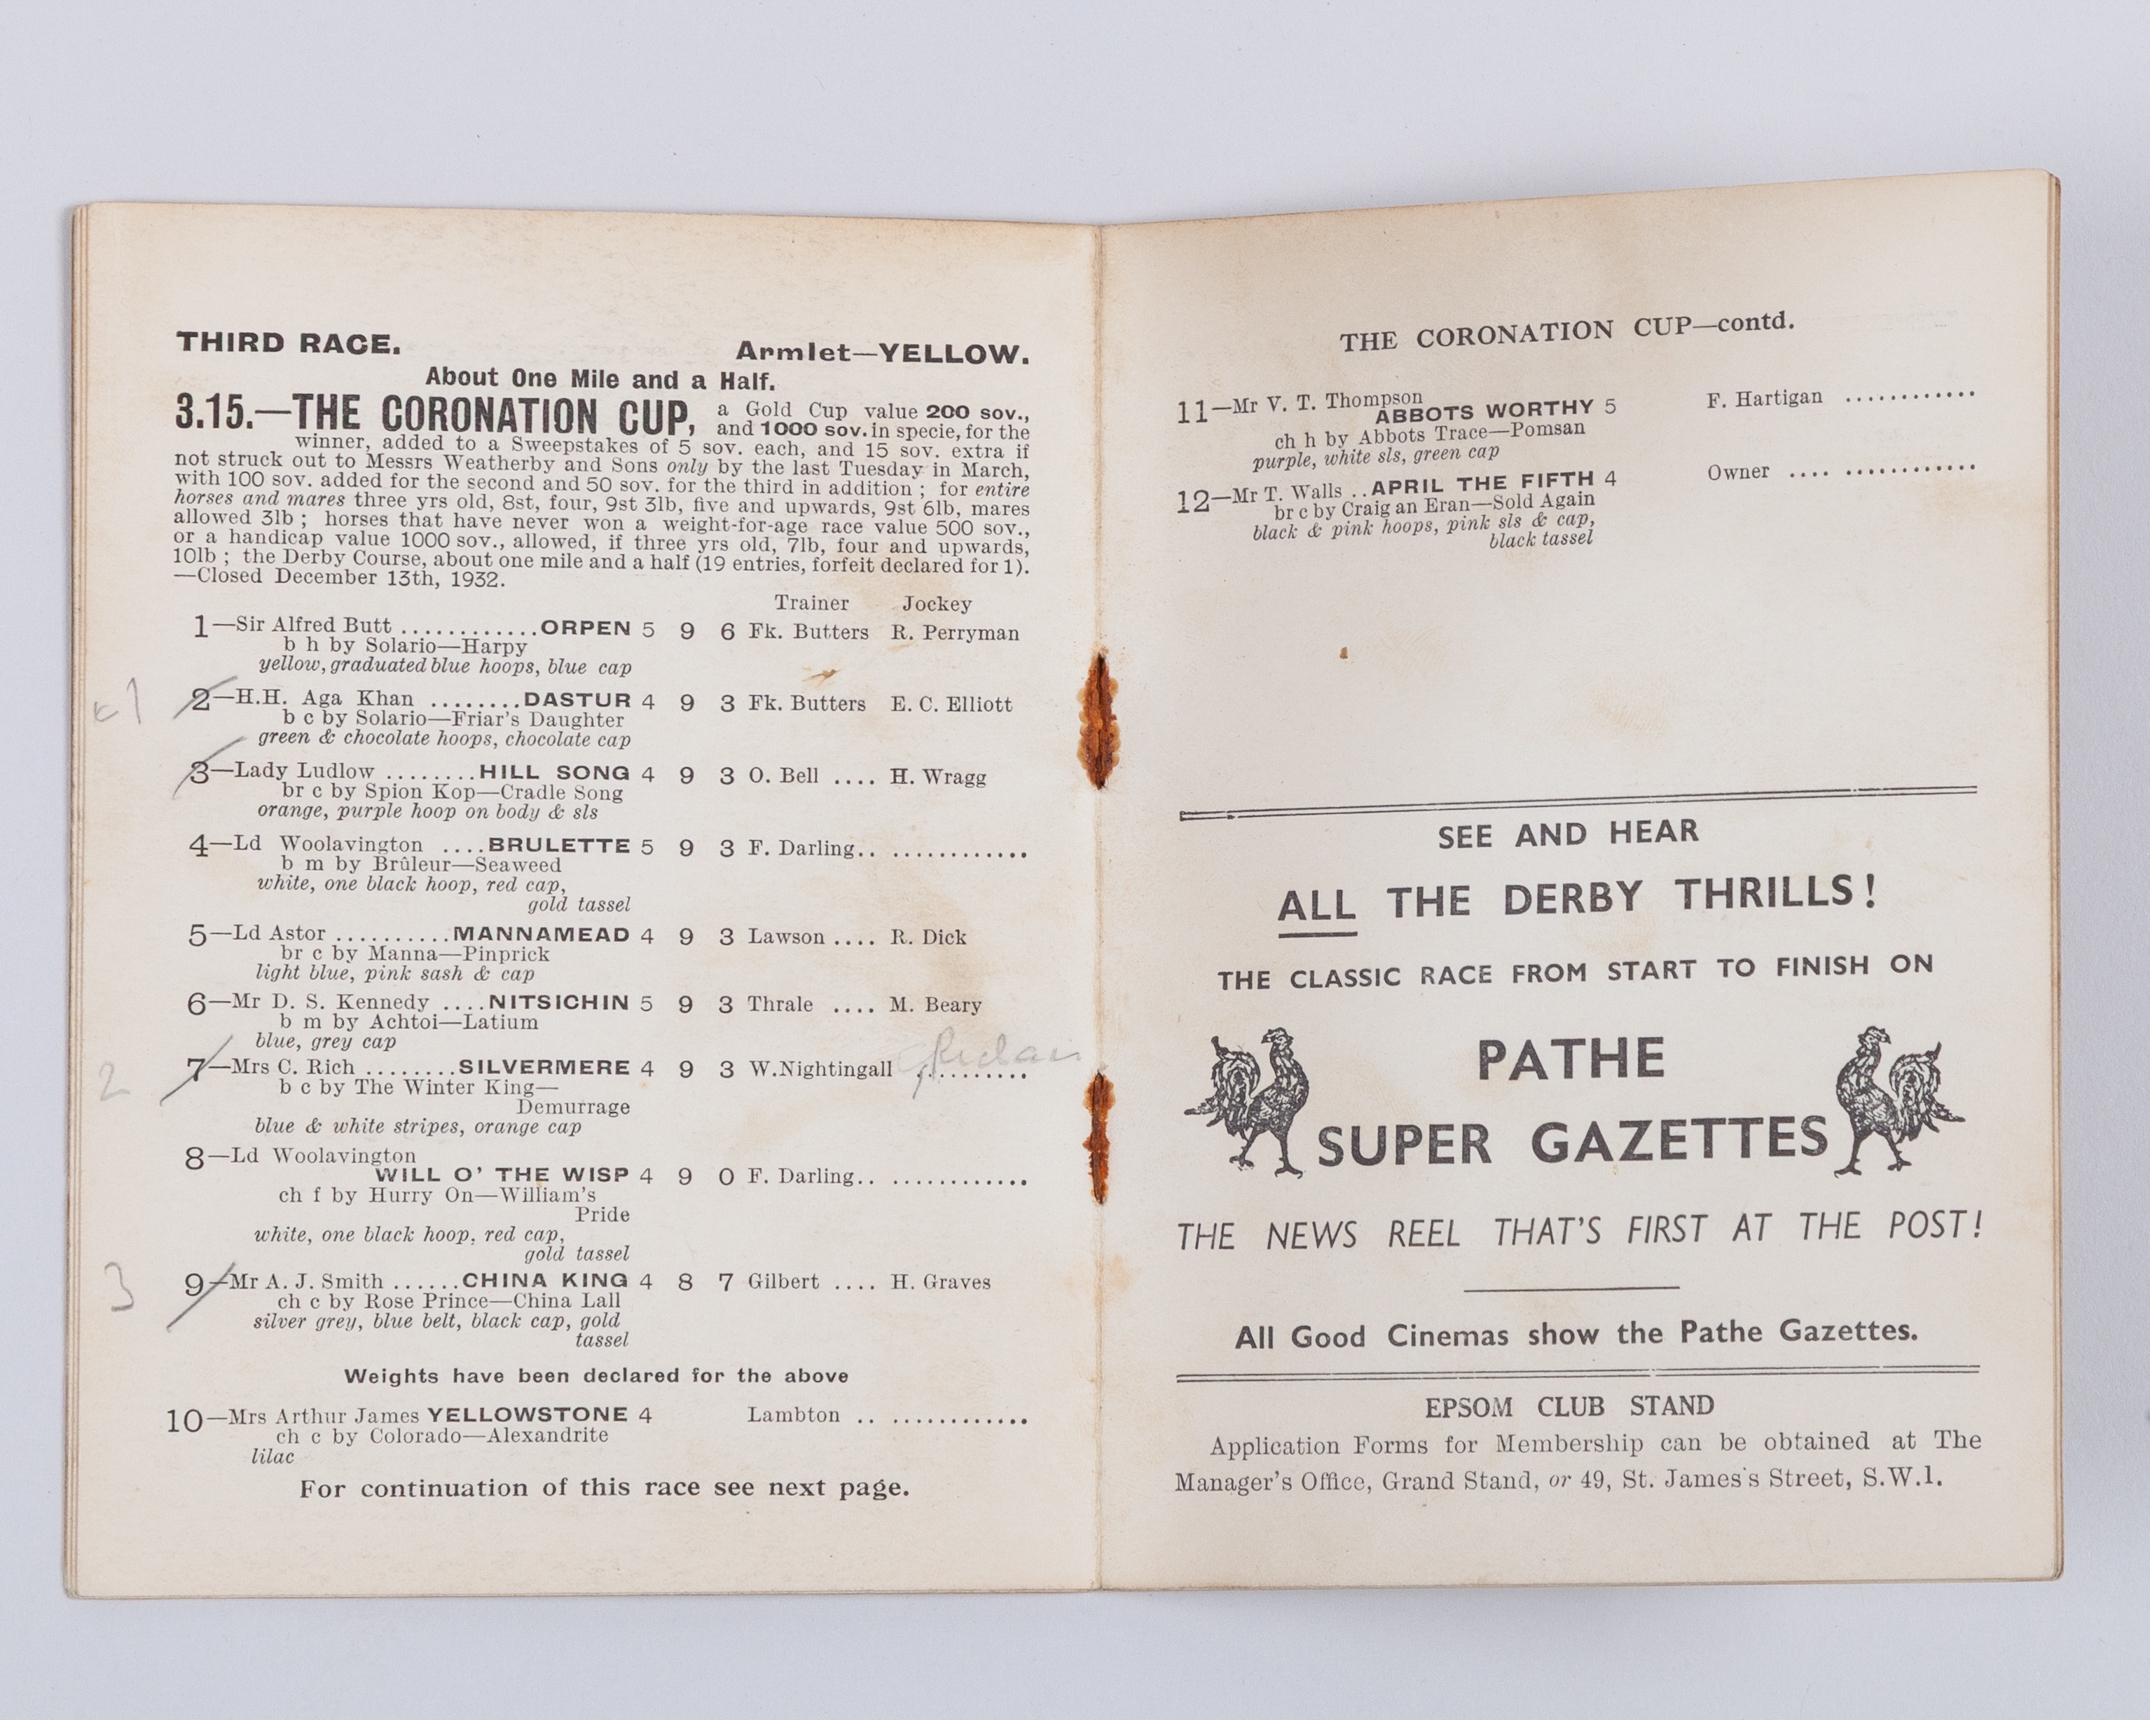 THIRD RACE. Armlet—YELLOW.
About One Mile and a Half.
3.15.—THE CORONATION CUP, a Gold Cup value 200 sov.,
and 1000 sov. in specie, for the
winner, added to a Sweepstakes of 5 sov. each, and 15 sov. extra if
not struck out to Messrs Weatherby and Sons only by the last Tuesday in March,
with 100 sov. added for the second and 50 sov. for the third in addition ; for entire
horses and mares three yrs old, 8st, four, 9st 3lb, five and upwards, 9st 6lb, mares
allowed 3lb ; horses that have never won a weight-for-age race value 500 sov.,
or a handicap value 1000 sov., allowed, if three yrs old, 7lb, four and upwards,
10lb ; the Derby Course, about one mile and a half (19 entries, forfeit declared for 1).
—Closed December 13th, 1932.
Trainer Jockey
1—Sir Alfred Butt ............ORPEN 5 9 6 Fk. Butters R. Perryman
b h by Solario—Harpy
yellow, graduated blue hoops, blue cap
1 2—H.H. Aga Khan ........DASTUR 4 9 3 Fk. Butters E. C. Elliott
b c by Solario—Friar's Daughter
green & chocolate hoops, chocolate cap
3—Lady Ludlow ........HILL SONG 4 9 3 O. Bell .... H. Wragg
br c by Spion Kop—Cradle Song
orange, purple hoop on body & sls
4—Ld Woolavington ....BRULETTE 5 9 3 F. Darling.. ............
b m by Brûleur—Seaweed
white, one black hoop, red cap,
gold tassel
5—Ld Astor ..........MANNAMEAD 4 9 3 Lawson .... R. Dick
br c by Manna—Pinprick
light blue, pink sash & cap
6—Mr D. S. Kennedy ....NITSICHIN 5 9 3 Thrale .... M. Beary
b m by Achtoi—Latium
blue, grey cap
2 7—Mrs C. Rich ........SILVERMERE 4 9 3 W.Nightingall ..........
b c by The Winter King—
Demurrage
blue & white stripes, orange cap
8—Ld Woolavington
WILL O' THE WISP 4 9 0 F. Darling.. ............
ch f by Hurry On—William's
Pride
white, one black hoop, red cap,
gold tassel
3 9—Mr A. J. Smith ......CHINA KING 4 8 7 Gilbert .... H. Graves
ch c by Rose Prince—China Lall
silver grey, blue belt, black cap, gold
tassel
Weights have been declared for the above
10—Mrs Arthur James YELLOWSTONE 4 Lambton .. ............
ch c by Colorado—Alexandrite
lilac
For continuation of this race see next page.
THE CORONATION CUP—contd.
11—Mr V. T. Thompson
ABBOTS WORTHY 5 F. Hartigan ............
ch h by Abbots Trace—Pomsan
purple, white sls, green cap
12—Mr T. Walls ..APRIL THE FIFTH 4 Owner .... ............
br c by Craig an Eran—Sold Again
black & pink hoops, pink sls & cap,
black tassel
SEE AND HEAR
ALL THE DERBY THRILLS!
THE CLASSIC RACE FROM START TO FINISH ON
PATHE
SUPER GAZETTES
THE NEWS REEL THAT'S FIRST AT THE POST!
All Good Cinemas show the Pathe Gazettes.
EPSOM CLUB STAND
Application Forms for Membership can be obtained at The
Manager's Office, Grand Stand, or 49, St. James's Street, S.W.1.